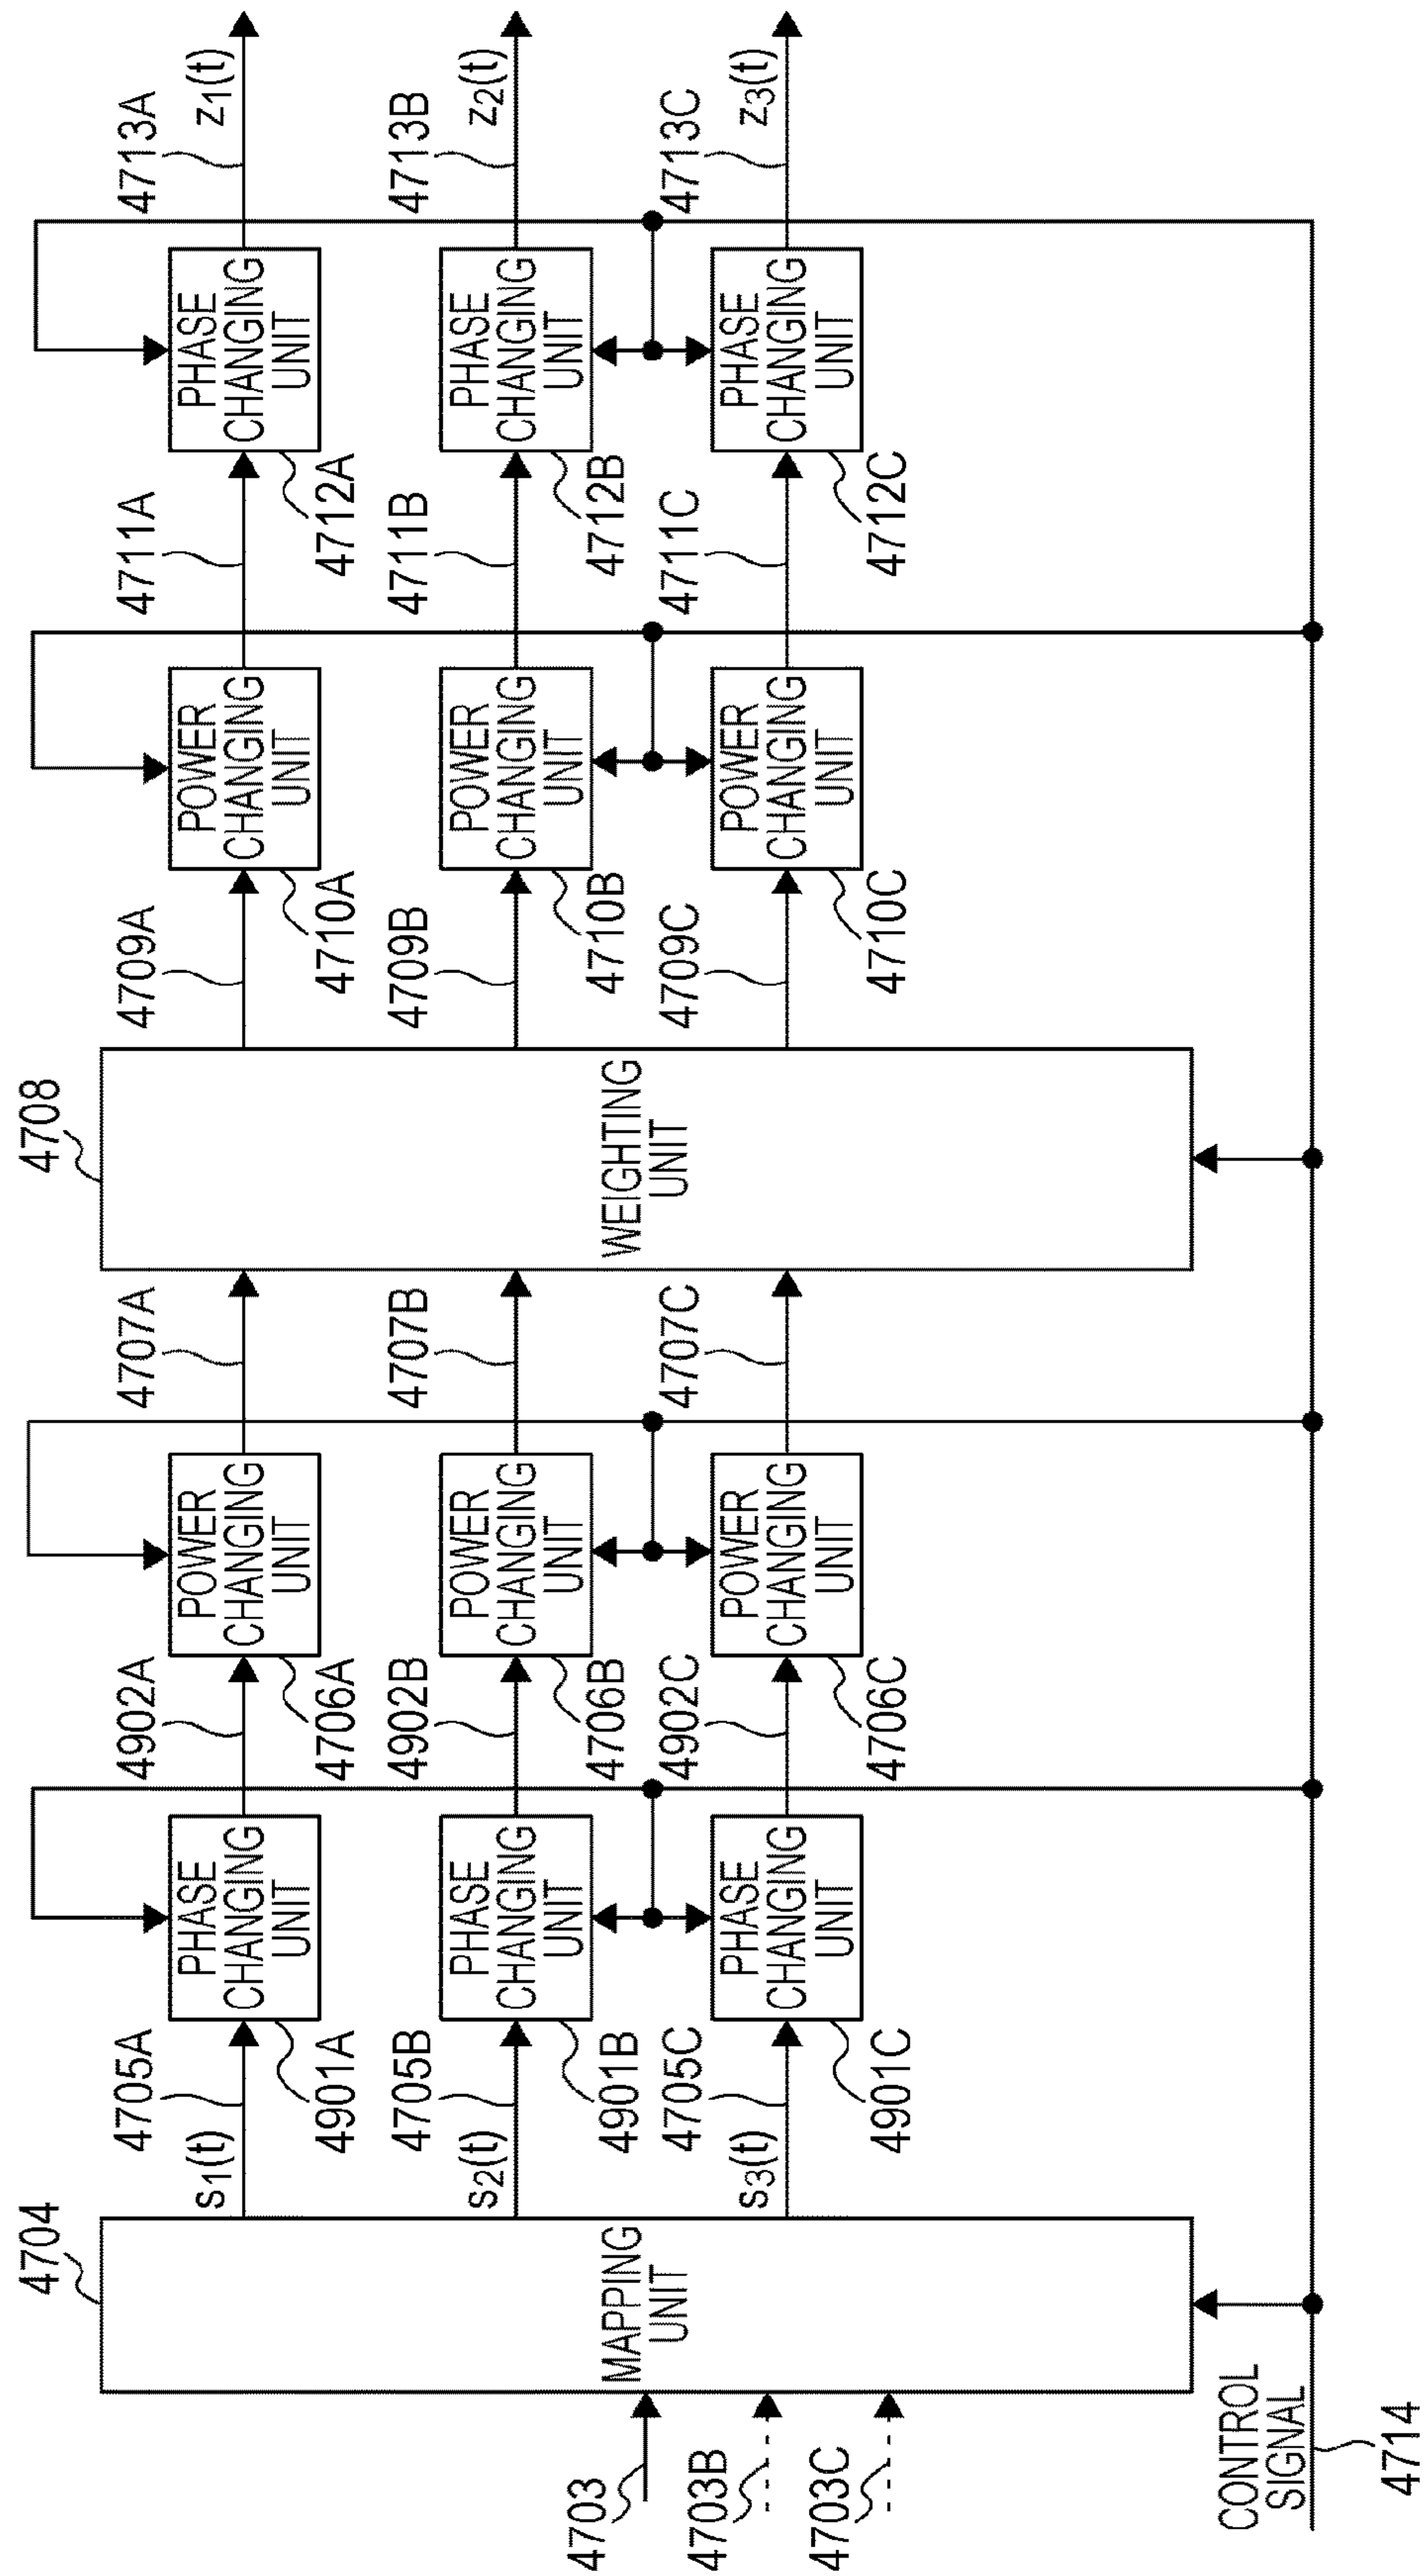 4703
4703B
4703C
4704
MAPPING
UNIT
CONTROL
SIGNAL
4714
s1(t)
4705A
s2(t)
4705B
s3(t)
4705C
PHASE
CHANGING
UNIT
4901A
PHASE
CHANGING
UNIT
4901B
PHASE
CHANGING
UNIT
4901C
4902A
4902B
4902C
POWER
CHANGING
UNIT
4706A
POWER
CHANGING
UNIT
4706B
POWER
CHANGING
UNIT
4706C
4707A
4707B
4707C
4708
WEIGHTING
UNIT
4709A
4709B
4709C
POWER
CHANGING
UNIT
4710A
POWER
CHANGING
UNIT
4710B
POWER
CHANGING
UNIT
4710C
4711A
4711B
4711C
PHASE
CHANGING
UNIT
4712A
PHASE
CHANGING
UNIT
4712B
PHASE
CHANGING
UNIT
4712C
4713A
z1(t)
4713B
z2(t)
4713C
z3(t)